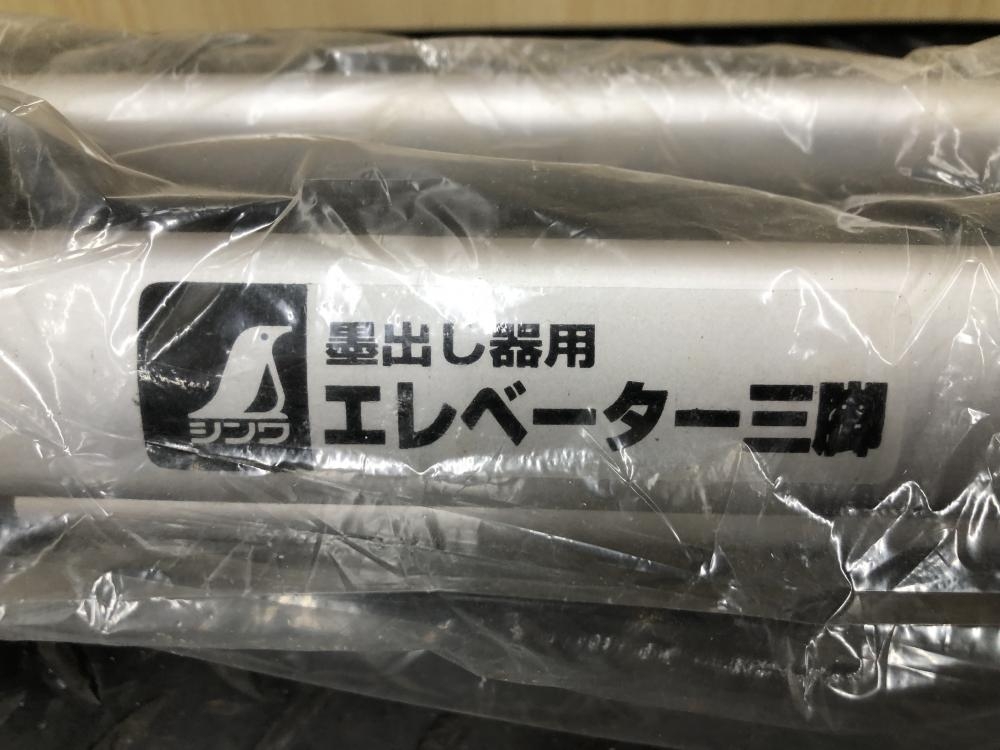 シンワ
墨出し器用
エレベーター三脚